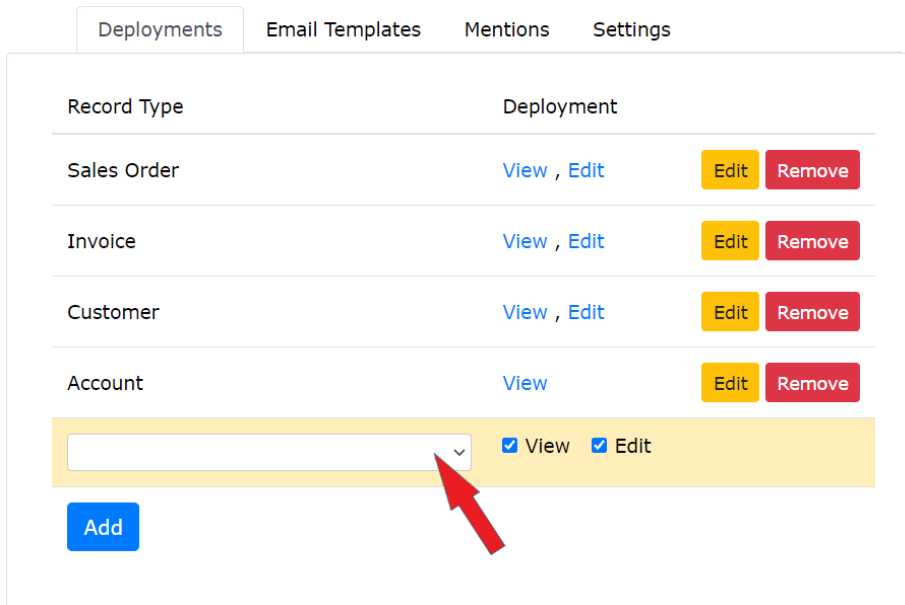 Deployments Email Templates Mentions Settings
Record Type Deployment
Sales Order View , Edit Edit Remove
Invoice View , Edit Edit Remove
Customer View , Edit Edit Remove
Account View Edit Remove
View Edit
Add